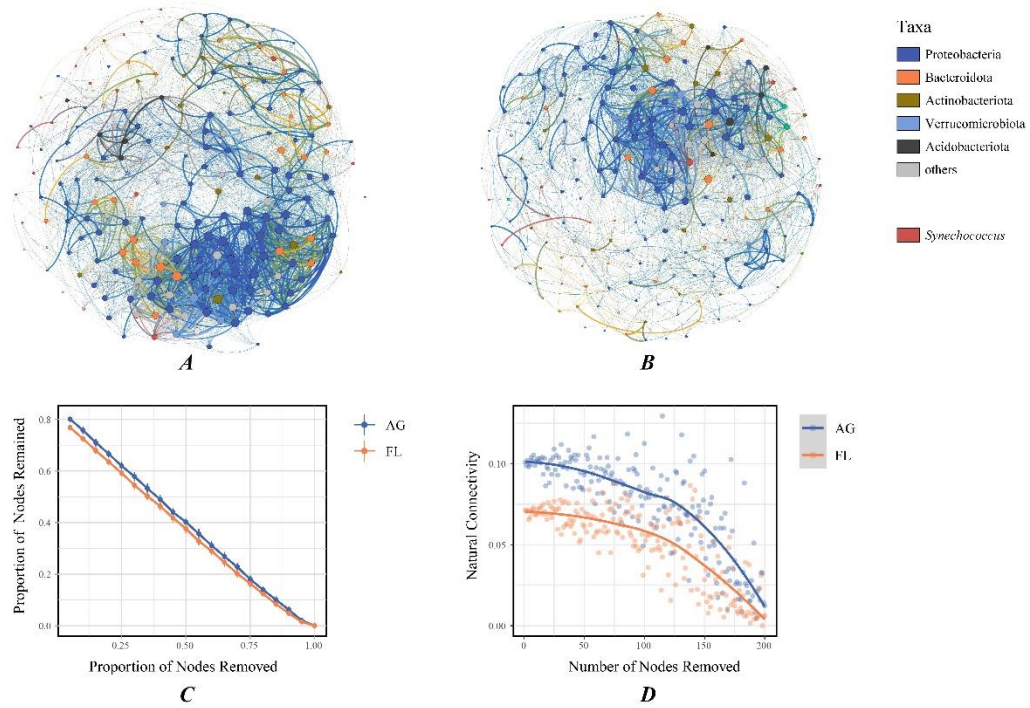 Taxa
Proteobacteria
Bacteroidota
Actinobacteriota
Verrucomicrobiota
Acidobacteriota
others
Synechococcus
A
B
Proportion of Nodes Remained
0.8
0.6
0.4
0.2
0.0
0.25
0.50
0.75
1.00
Proportion of Nodes Removed
AG
FL
C
Natural Connectivity
0.10
0.05
0.00
0
50
100
150
200
Number of Nodes Removed
AG
FL
D